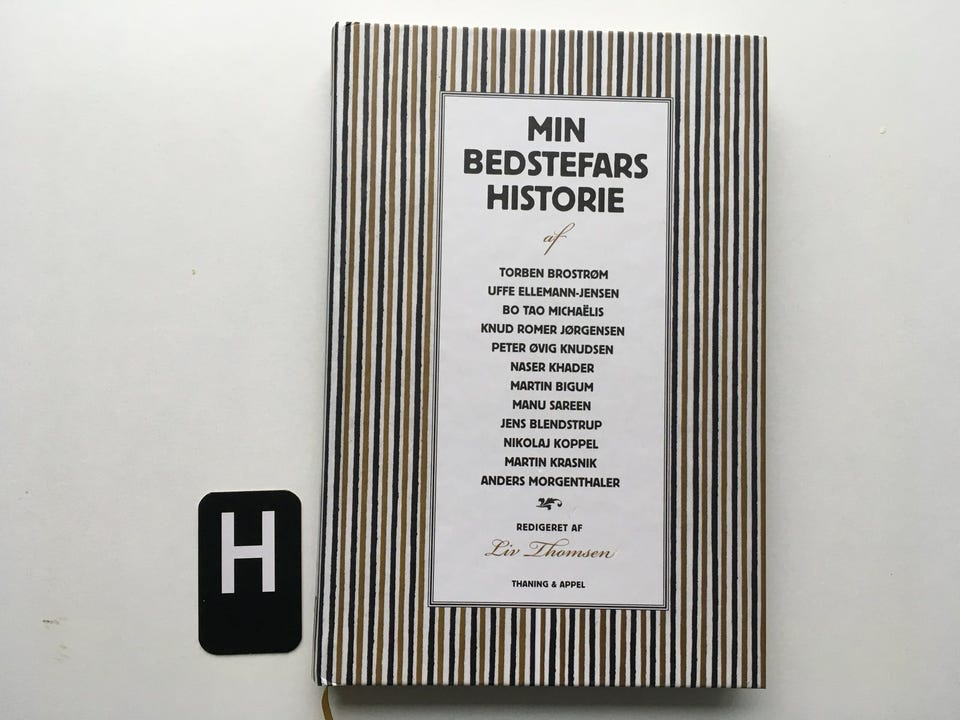 MIN
BEDSTEFARS
HISTORIE
af
TORBEN BROSTRØM
UFFE ELLEMANN-JENSEN
BO TAO MICHAËLIS
KNUD ROMER JØRGENSEN
PETER ØVIG KNUDSEN
NASER KHADER
MARTIN BIGUM
MANU SAREEN
JENS BLENDSTRUP
NIKOLAJ KOPPEL
MARTIN KRASNIK
ANDERS MORGENTHALER
REDIGERET AF
Liv Thomsen
THANING & APPEL
H